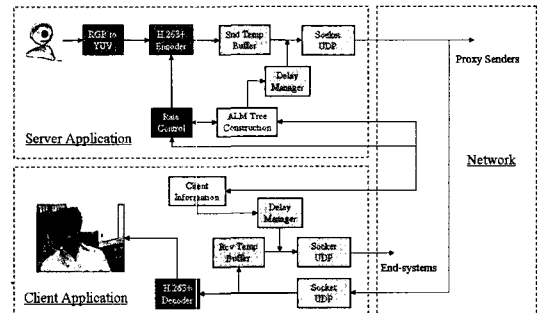 RGB to
YUV
H.263+
Encoder
Snd Temp
Buffer
Socket
UDP
Proxy Senders
Delay
Manager
Rate
Control
ALM Tree
Construction
Server Application
Network
Client
Information
Delay
Manager
Rcv Temp
Buffer
Socket
UDP
End-systems
H.263+
Decoder
Socket
UDP
Client Application